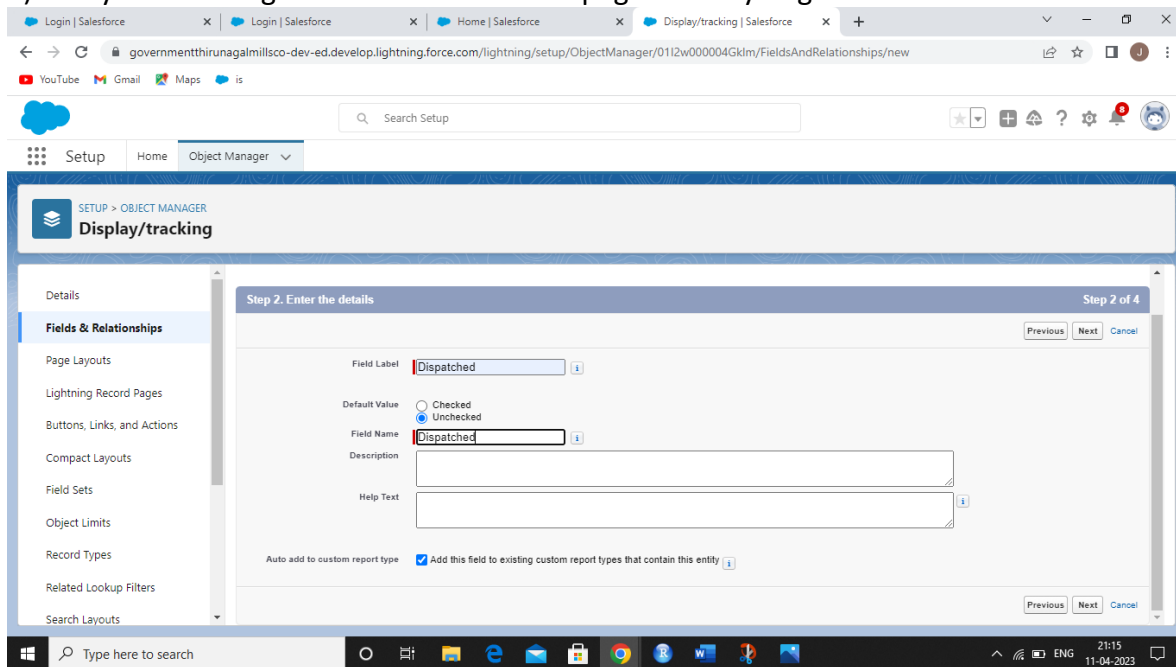 Login | Salesforce
Login | Salesforce
Home | Salesforce
Display/tracking | Salesforce
governmentthirunagalmillsco-dev-ed.develop.lightning.force.com/lightning/setup/ObjectManager/01I2w000004Gklm/FieldsAndRelationships/new
J
YouTube Gmail Maps is
Search Setup
8
Setup Home Object Manager
SETUP > OBJECT MANAGER
Display/tracking
Details
Fields & Relationships
Page Layouts
Lightning Record Pages
Buttons, Links, and Actions
Compact Layouts
Field Sets
Object Limits
Record Types
Related Lookup Filters
Search Layouts
Step 2. Enter the details Step 2 of 4
Previous Next Cancel
Field Label Dispatched i
Default Value Checked
Unchecked
Field Name Dispatched i
Description
Help Text i
Auto add to custom report type Add this field to existing custom report types that contain this entity i
Previous Next Cancel
Type here to search
ENG
21:15
11-04-2023